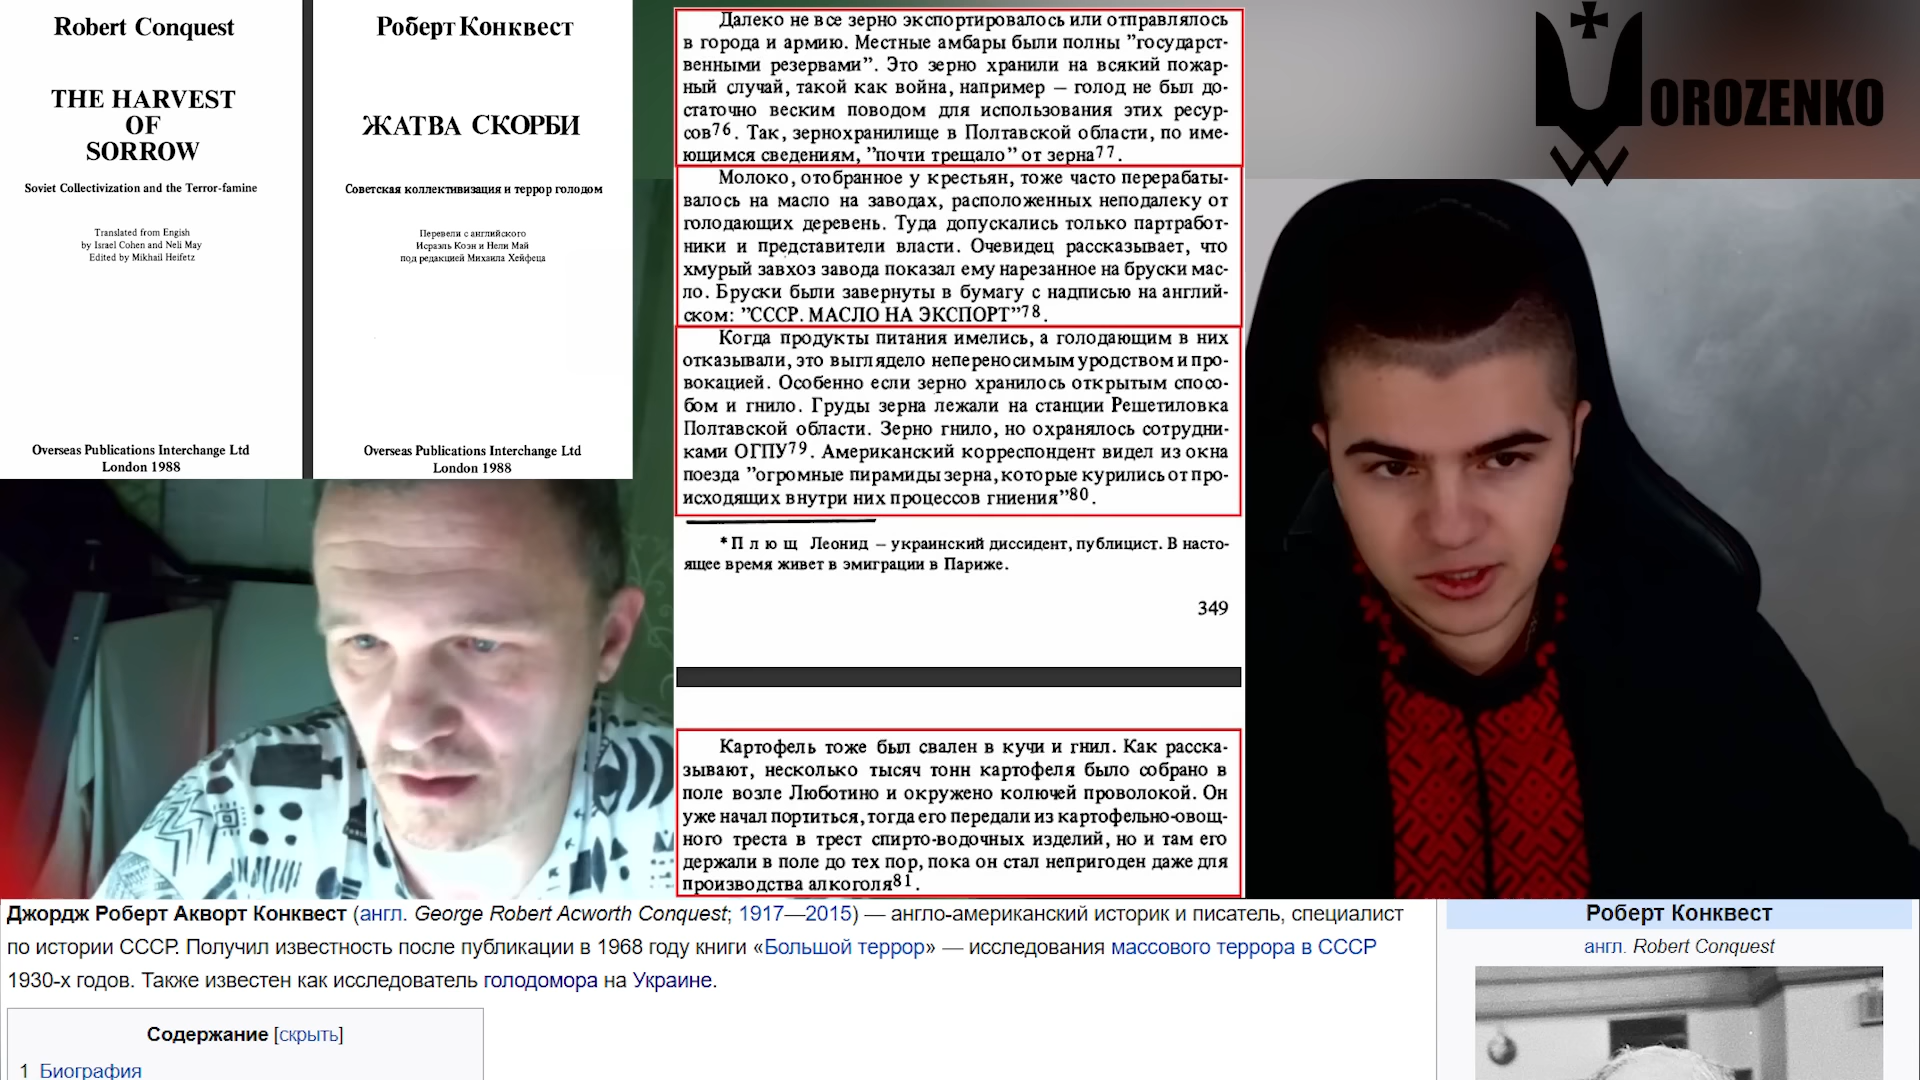 Robert Conquest
THE HARVEST
OF
SORROW
Soviet Collectivization and the Terror-famine
Translated from Engish
by Israel Cohen and Neli May
Edited by Mikhail Heifetz
Overseas Publications Interchange Ltd
London 1988
Роберт Конквест
ЖАТВА СКОРБИ
Советская коллективизация и террор голодом
Перевели с английского
Исраэль Коэн и Нели Май
под редакцией Михаила Хейфеца
Overseas Publications Interchange Ltd
London 1988
Далеко не все зерно экспортировалось или отправлялось
в города и армию. Местные амбары были полны "государст-
венными резервами". Это зерно хранили на всякий пожар-
ный случай, такой как война, например — голод не был до-
статочно веским поводом для использования этих ресур-
сов76. Так, зернохранилище в Полтавской области, по име-
ющимся сведениям, "почти трещало" от зерна77.
Молоко, отобранное у крестьян, тоже часто перерабаты-
валось на масло на заводах, расположенных неподалеку от
голодающих деревень. Туда допускались только партработ-
ники и представители власти. Очевидец рассказывает, что
хмурый завхоз завода показал ему нарезанное на бруски мас-
ло. Бруски были завернуты в бумагу с надписью на англий-
ском: "СССР. МАСЛО НА ЭКСПОРТ"78.
Когда продукты питания имелись, а голодающим в них
отказывали, это выглядело непереносимым уродством и про-
вокацией. Особенно если зерно хранилось открытым спосо-
бом и гнило. Груды зерна лежали на станции Решетиловка
Полтавской области. Зерно гнило, но охранялось сотрудни-
ками ОГПУ79. Американский корреспондент видел из окна
поезда "огромные пирамиды зерна, которые курились от про-
исходящих внутри них процессов гниения"80.
*Плющ Леонид — украинский диссидент, публицист. В насто-
ящее время живет в эмиграции в Париже.
349
Картофель тоже был свален в кучи и гнил. Как расска-
зывают, несколько тысяч тонн картофеля было собрано в
поле возле Люботино и окружено колючей проволокой. Он
уже начал портиться, тогда его передали из картофельно-овощ-
ного треста в трест спирто-водочных изделий, но и там его
держали в поле до тех пор, пока он стал непригоден даже для
производства алкоголя81.
OROZENKO
Джордж Роберт Акворт Конквест (англ. George Robert Acworth Conquest; 1917—2015) — англо-американский историк и писатель, специалист
по истории СССР. Получил известность после публикации в 1968 году книги «Большой террор» — исследования массового террора в СССР
1930-х годов. Также известен как исследователь голодомора на Украине.
Содержание [скрыть]
1 Биография
Роберт Конквест
англ. Robert Conquest